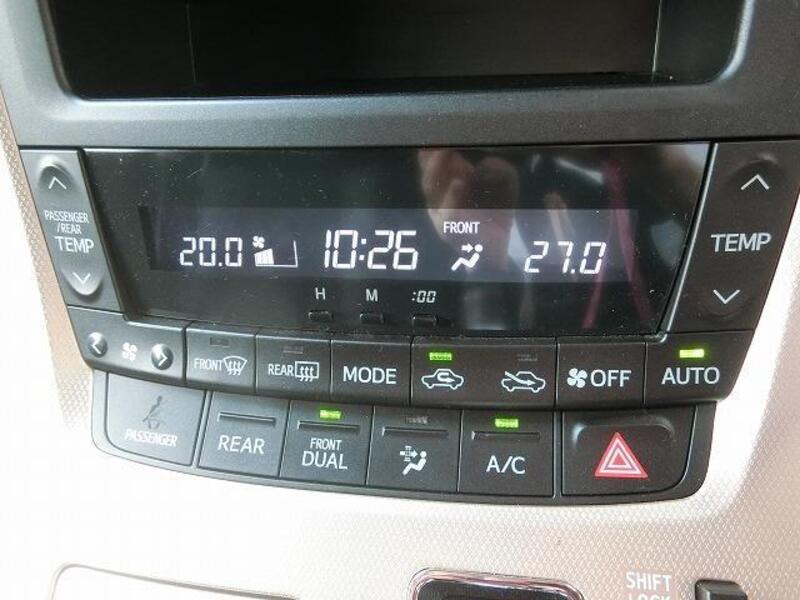 FRONT
20.0 10:26 27.0
PASSENGER
/REAR
TEMP
TEMP
H M :00
FRONT REAR MODE OFF AUTO
PASSENGER REAR FRONT
DUAL A/C
SHIFT
LOCK